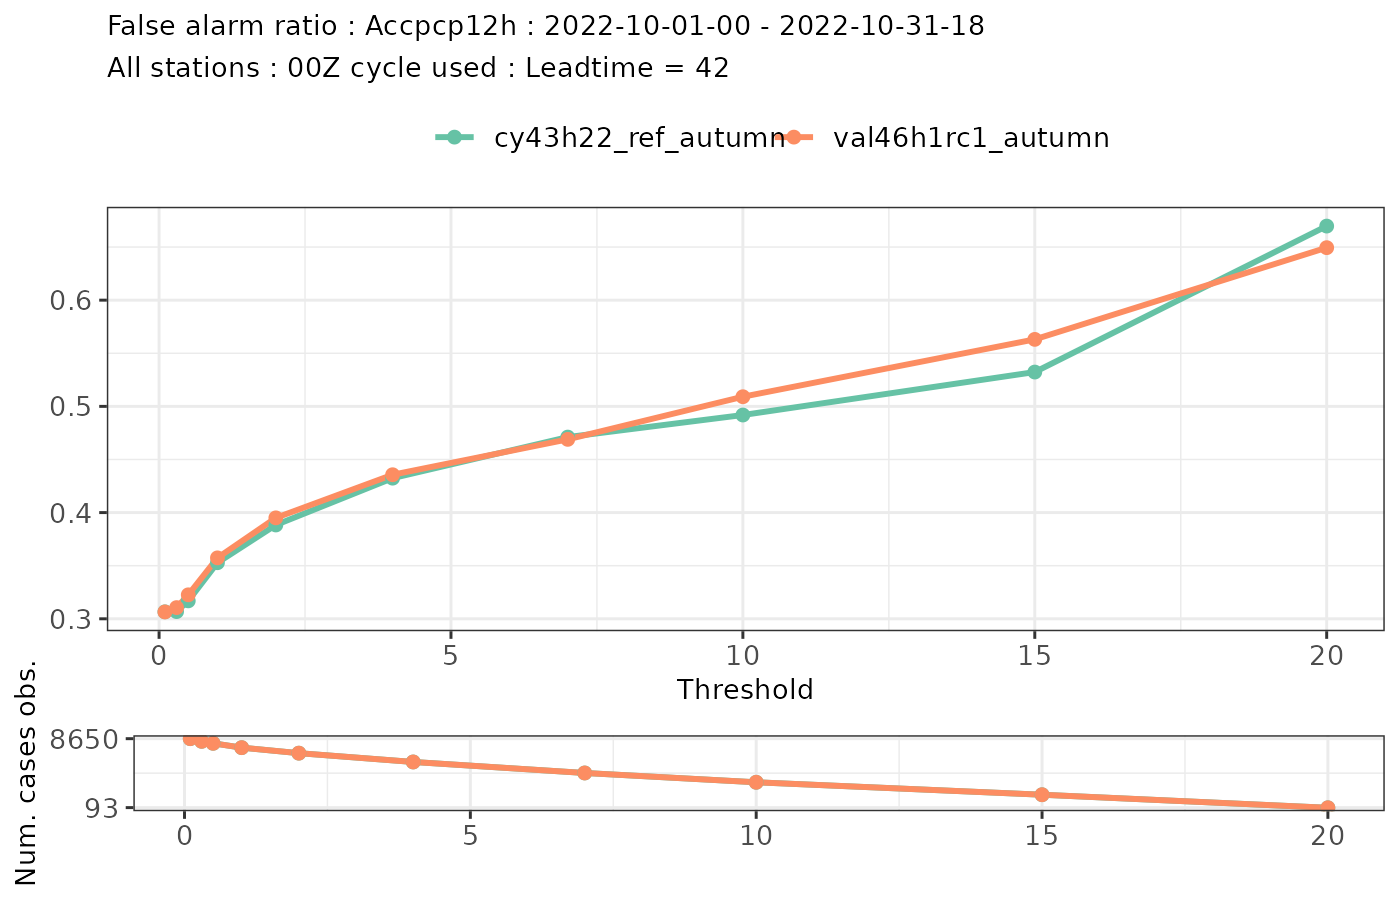 False alarm ratio : Accpcp12h : 2022-10-01-00 - 2022-10-31-18
All stations : 00Z cycle used : Leadtime = 42
cy43h22_ref_autumn val46h1rc1_autumn
0.6
0.5
0.4
0.3
0 5 10 15 20
Threshold
Num. cases obs.
8650
93
0 5 10 15 20